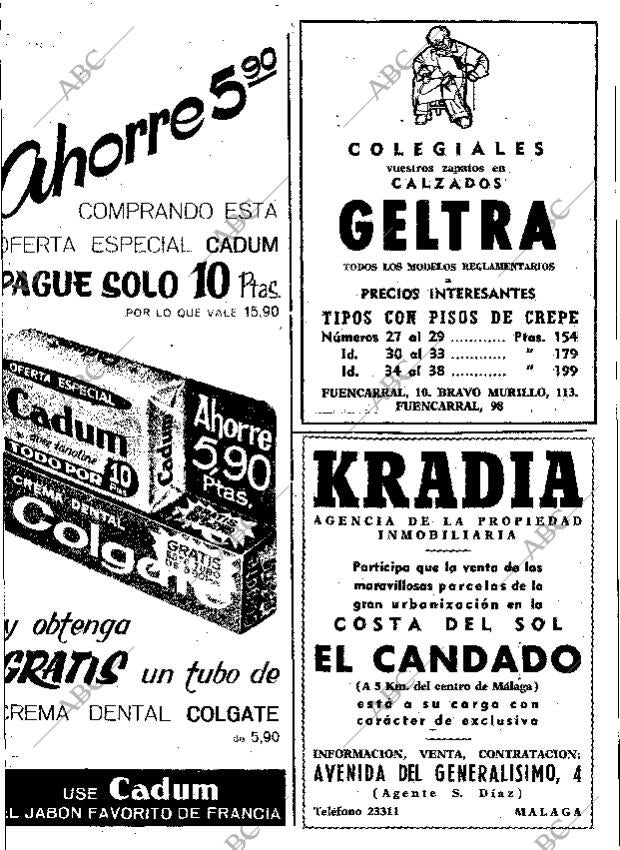 Ahorre 5 90
COMPRANDO ESTA
OFERTA ESPECIAL CADUM
PAGUE SOLO 10 Ptas.
POR LO QUE VALE 15,90
OFERTA ESPECIAL
Cadum
TODO POR 10
Cadum
Ahorre
5,90
Ptas.
CREMA DENTAL
Colgate
GRATIS
ESTE TUBO
y obtenga
GRATIS un tubo de
CREMA DENTAL COLGATE
de 5,90
USE Cadum
EL JABON FAVORITO DE FRANCIA
COLEGIALES
vuestros zapatos en
CALZADOS
GELTRA
TODOS LOS MODELOS REGLAMENTARIOS
a
PRECIOS INTERESANTES
TIPOS CON PISOS DE CREPE
Números 27 al 29 ............ Ptas. 154
Id. 30 al 33 ............ " 179
Id. 34 al 38 ............ " 199
FUENCARRAL, 10. BRAVO MURILLO, 113.
FUENCARRAL, 98
KRADIA
AGENCIA DE LA PROPIEDAD
INMOBILIARIA
Participa que la venta de las
maravillosas parcelas de la
gran urbanización en la
COSTA DEL SOL
EL CANDADO
(A 5 Km. del centro de Málaga)
está a su cargo con
carácter de exclusiva
INFORMACION, VENTA, CONTRATACION:
AVENIDA DEL GENERALISIMO, 4
(Agente S. Díaz)
Teléfono 23311 MALAGA